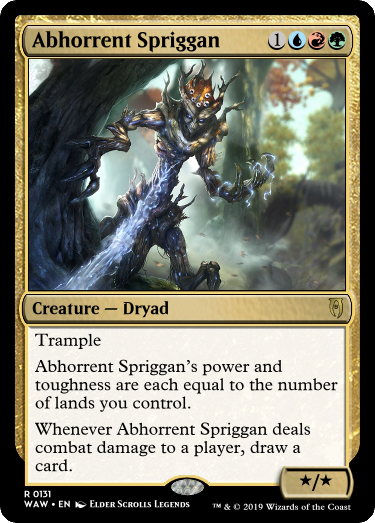 Abhorrent Spriggan 1
Creature — Dryad
Trample
Abhorrent Spriggan's power and
toughness are each equal to the number
of lands you control.
Whenever Abhorrent Spriggan deals
combat damage to a player, draw a
card.
★/★
R 0131
WAW • EN Elder Scrolls Legends
™ & © 2019 Wizards of the Coast